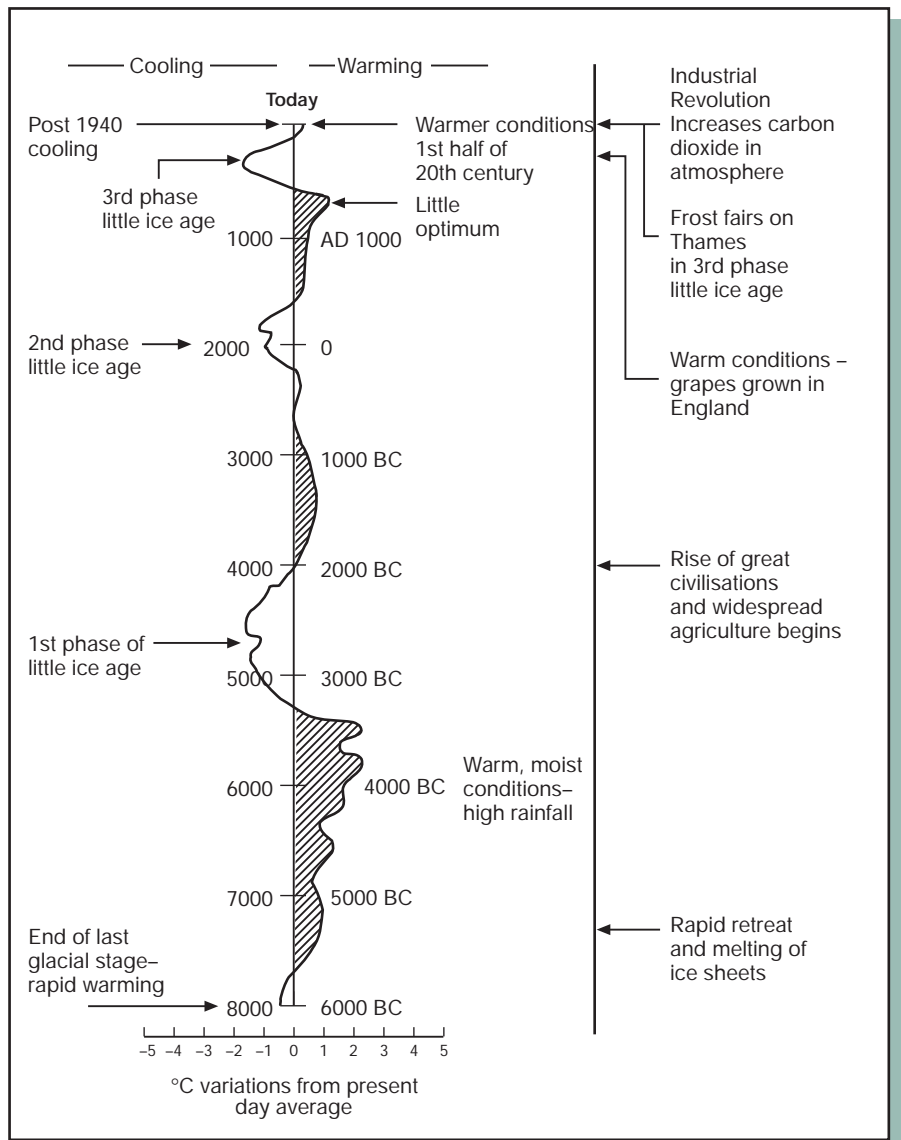 Cooling
Warming
Today
Post 1940
cooling
Warmer conditions
1st half of
20th century
3rd phase
little ice age
Little
optimum
1000
AD 1000
2nd phase
little ice age
2000
0
3000
1000 BC
4000
2000 BC
1st phase of
little ice age
5000
3000 BC
6000
4000 BC
Warm, moist
conditions–
high rainfall
7000
5000 BC
End of last
glacial stage–
rapid warming
8000
6000 BC
–5 –4 –3 –2 –1 0 1 2 3 4 5
°C variations from present
day average
Industrial
Revolution
Increases carbon
dioxide in
atmosphere
Frost fairs on
Thames
in 3rd phase
little ice age
Warm conditions –
grapes grown in
England
Rise of great
civilisations
and widespread
agriculture begins
Rapid retreat
and melting of
ice sheets